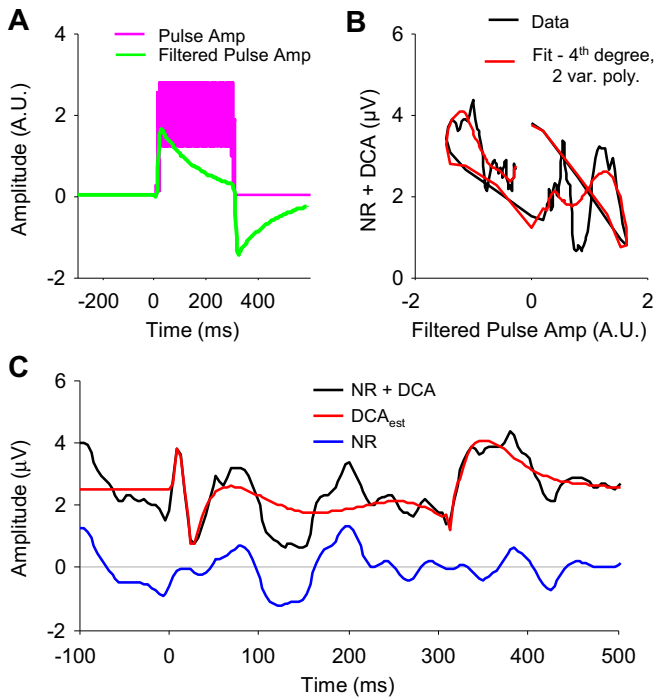 A
Pulse Amp
Filtered Pulse Amp
Amplitude (A.U.)
4
2
0
-2
-200
0
200
400
Time (ms)
B
Data
Fit - 4th degree,
2 var. poly.
NR + DCA (μV)
6
4
2
0
-2
0
2
Filtered Pulse Amp (A.U.)
C
NR + DCA
DCAest
NR
Amplitude (μV)
6
4
2
0
-2
-100
0
100
200
300
400
500
Time (ms)